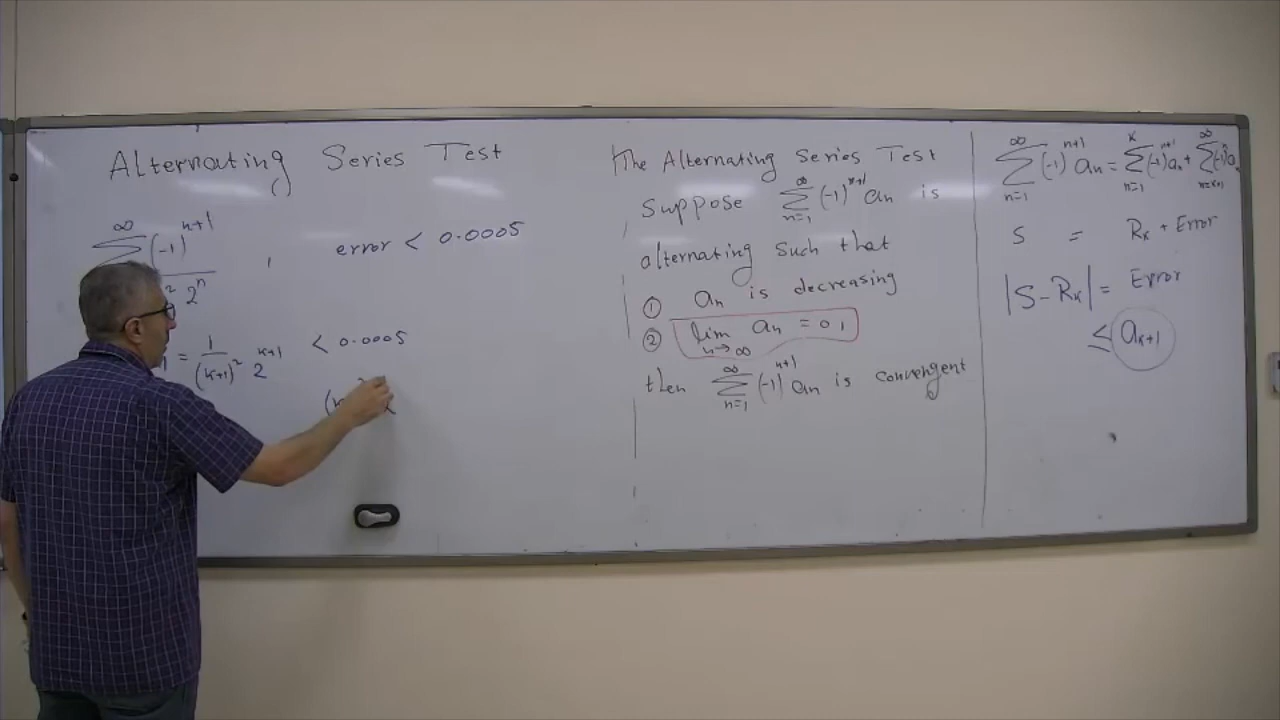 Alternating Series Test
()
∞
Σ (-1)^{n+1} / ² 2^n , error < 0.0005
= 1/(k+1)² 2^{k+1} < 0.0005
The Alternating Series Test
Suppose Σ_{n=1}^{∞} (-1)^{n+1} an is
alternating such that
① an is decreasing
② lim_{n→∞} an = 0,
then Σ_{n=1}^{∞} (-1)^{n+1} an is convergent
Σ_{n=1}^{∞} (-1)^{n+1} an = Σ_{n=1}^{k} (-1)^{n+1} an + Σ_{n=k+1}^{∞} (-1)^n a
S = Rk + Error
|S - Rk| = Error
≤ a_{k+1}